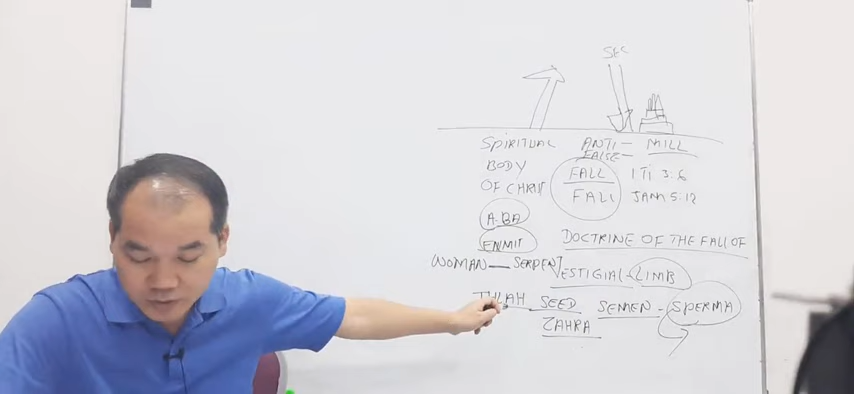 SEC
SPIRITUAL ANTI- MILL
FALSE-
BODY FALL 1 TI 3:6
OF CHRIST FALL JAM 5:12
A.BA
ENMIT DOCTRINE OF THE FALL OF
WOMAN — SERPENT VESTIGIAL-LIMB
SEED SEMEN - SPERMA
ZAHRA